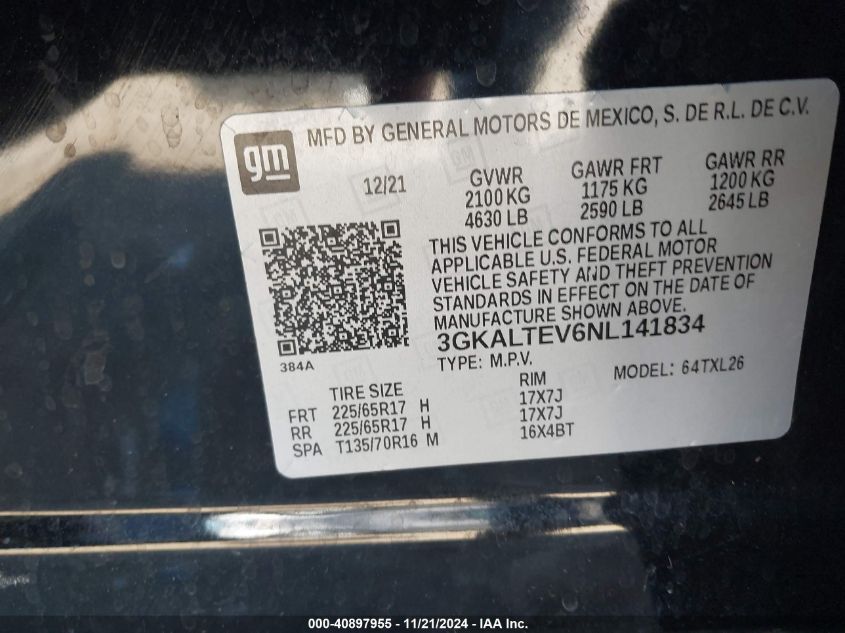 gm
MFD BY GENERAL MOTORS DE MEXICO, S. DE R.L. DE C.V.
12/21
GVWR
2100 KG
4630 LB
GAWR FRT
1175 KG
2590 LB
GAWR RR
1200 KG
2645 LB
THIS VEHICLE CONFORMS TO ALL
APPLICABLE U.S. FEDERAL MOTOR
VEHICLE SAFETY AND THEFT PREVENTION
STANDARDS IN EFFECT ON THE DATE OF
MANUFACTURE SHOWN ABOVE.
3GKALTEV6NL141834
TYPE: M.P.V.
MODEL: 64TXL26
384A
TIRE SIZE RIM
FRT 225/65R17 H 17X7J
RR 225/65R17 H 17X7J
SPA T135/70R16 M 16X4BT
000-40897955 - 11/21/2024 - IAA Inc.